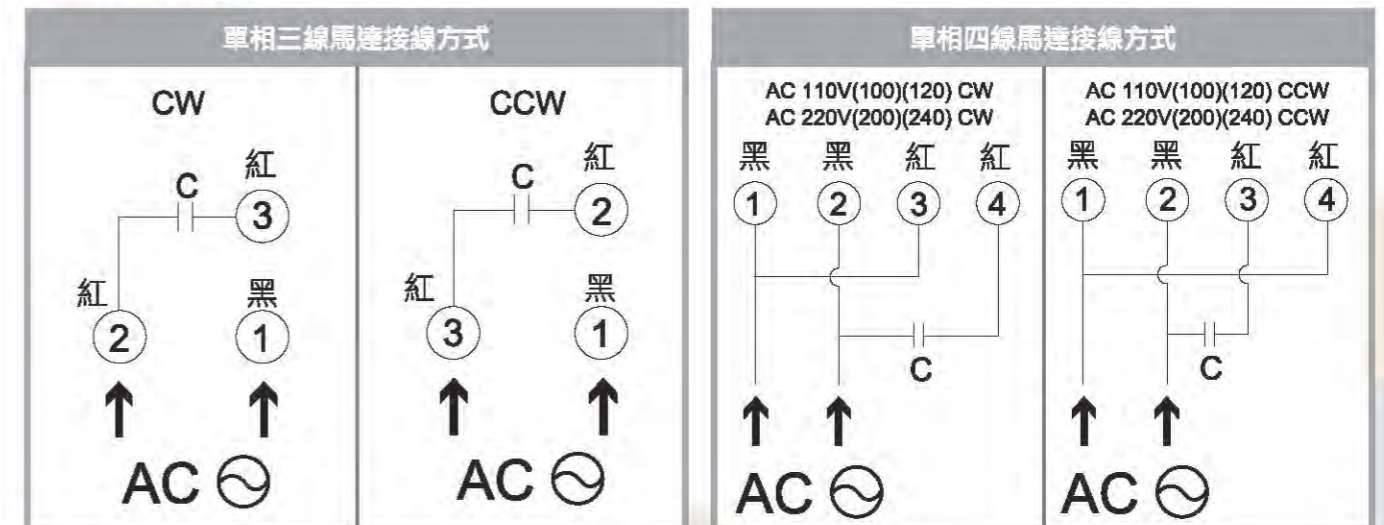 單相三線馬達接線方式
CW
C
紅
3
紅
2
黑
1
AC
CCW
C
紅
2
紅
3
黑
1
AC
單相四線馬達接線方式
AC 110V(100)(120) CW
AC 220V(200)(240) CW
黑 黑 紅 紅
1 2 3 4
C
AC
AC 110V(100)(120) CCW
AC 220V(200)(240) CCW
黑 黑 紅 紅
1 2 3 4
C
AC